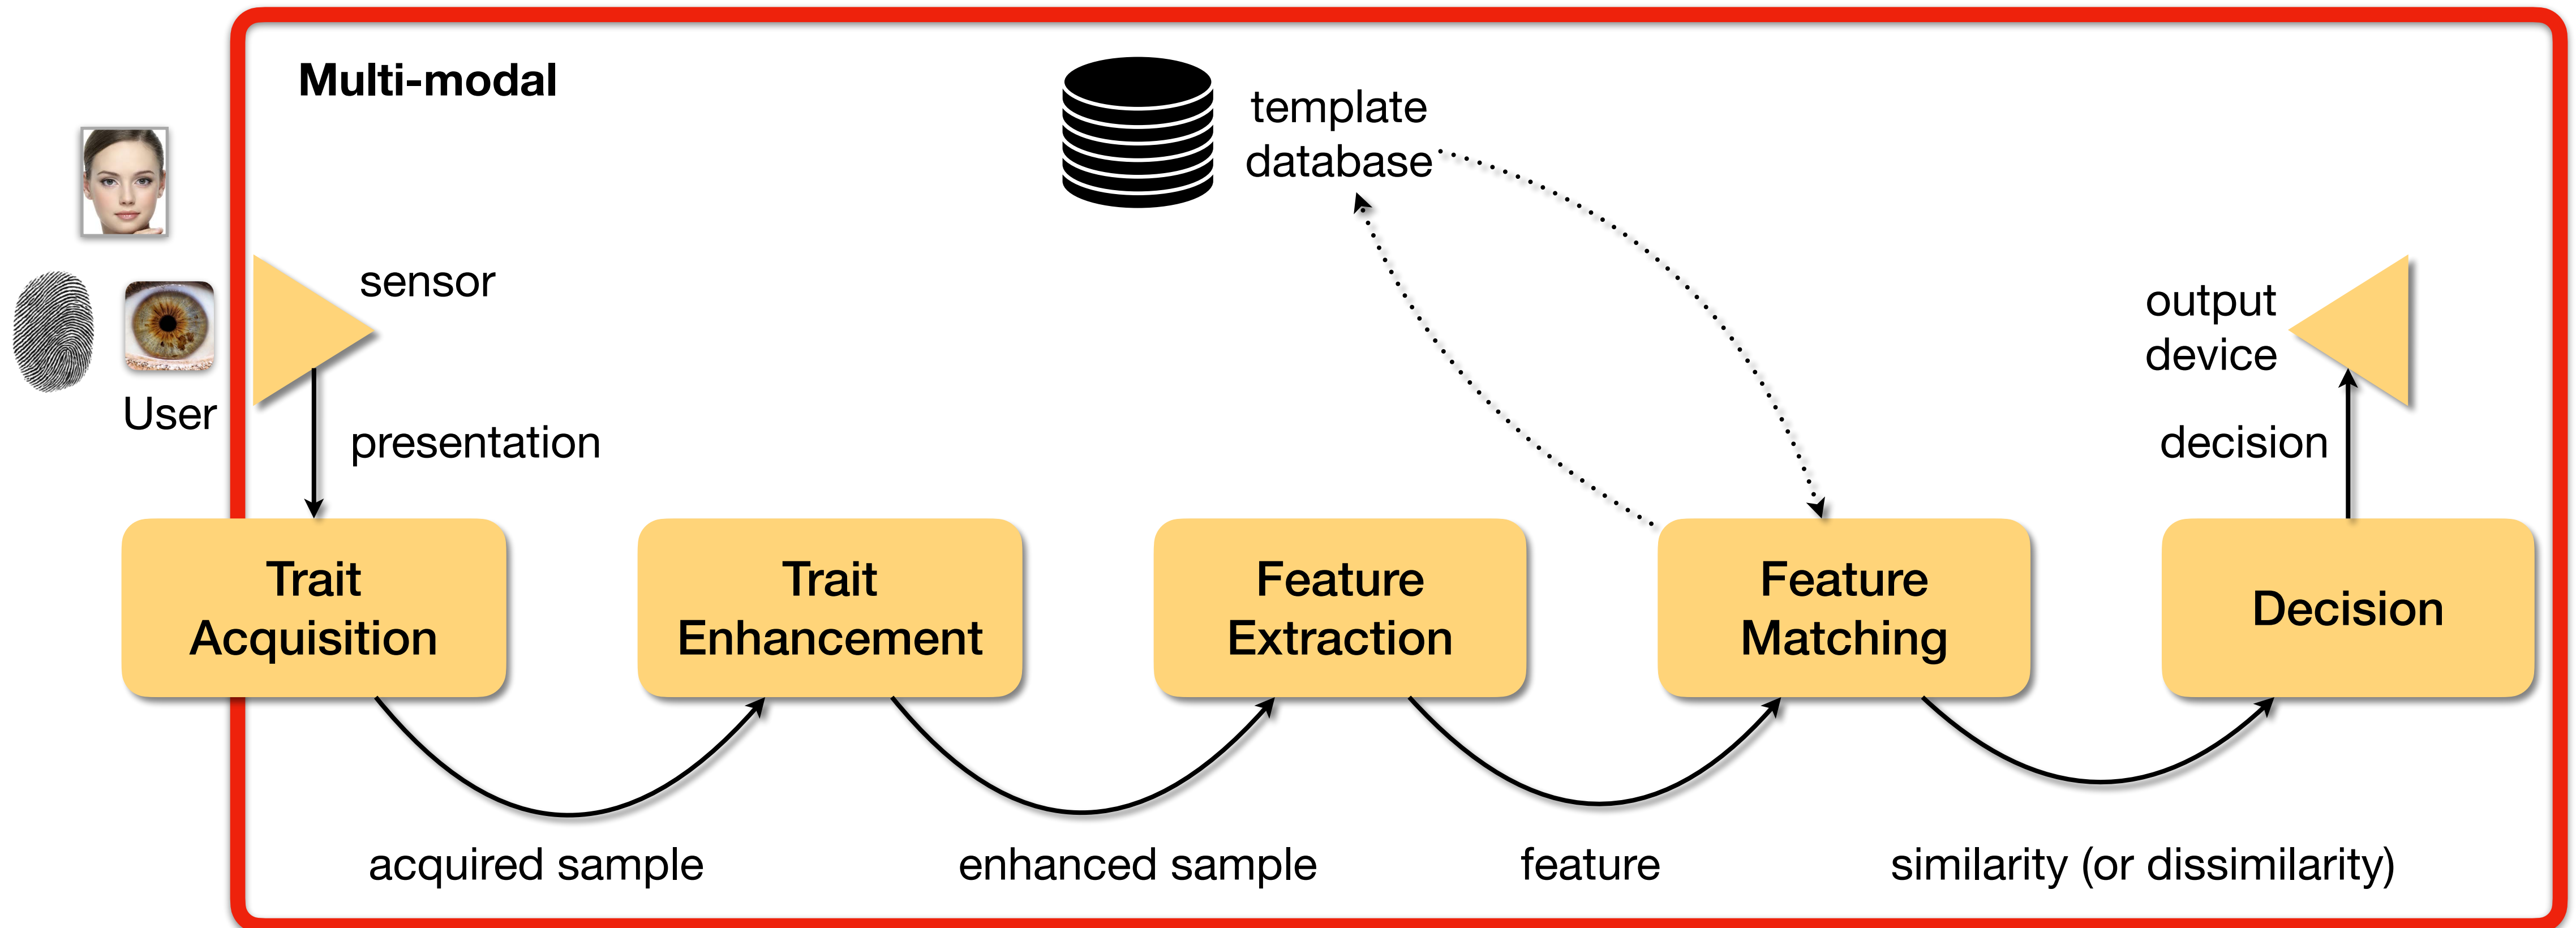 Multi-modal
template
database
sensor
output
device
User
presentation
decision
Trait
Acquisition
Trait
Enhancement
Feature
Extraction
Feature
Matching
Decision
acquired sample
enhanced sample
feature
similarity (or dissimilarity)